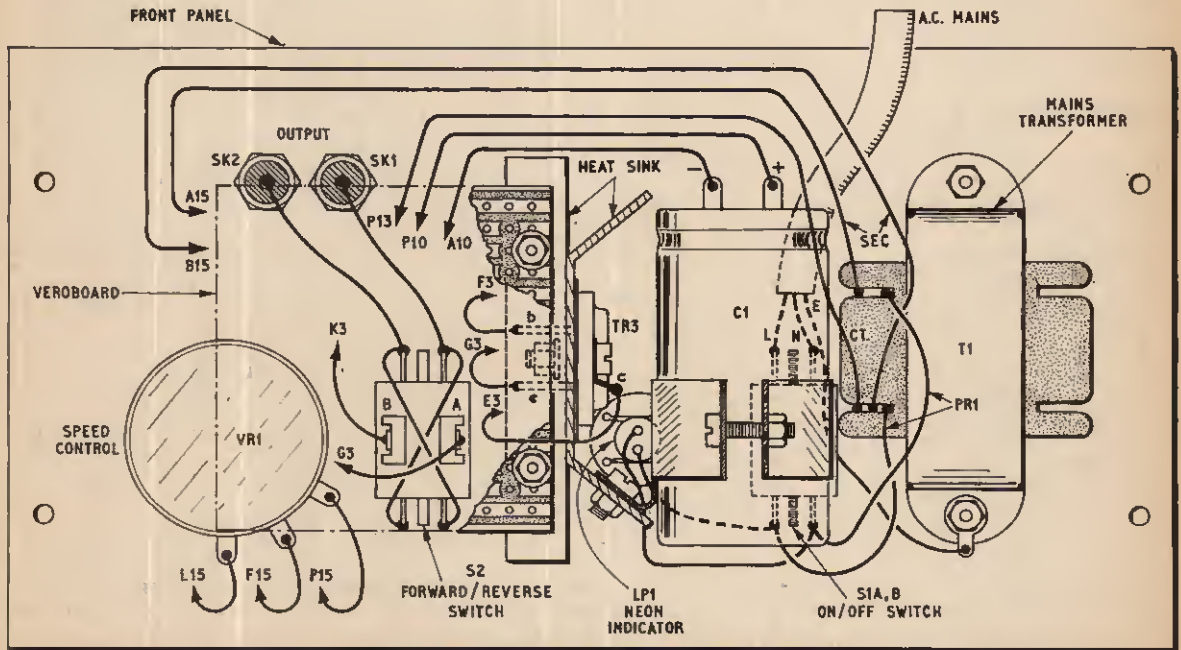 FRONT PANEL
A.C. MAINS
MAINS
TRANSFORMER
OUTPUT
SK2
SK1
HEAT SINK
A15
P13
P10
A10
-
+
SEC
B15
VEROBOARD
F3
b
TR3
C1
L
N
E
CT.
T1
K3
G3
e
c
E3
B
A
PR1
SPEED
CONTROL
VR1
G3
L15
F15
P15
S2
FORWARD/REVERSE
SWITCH
LP1
NEON
INDICATOR
S1A,B
ON/OFF SWITCH